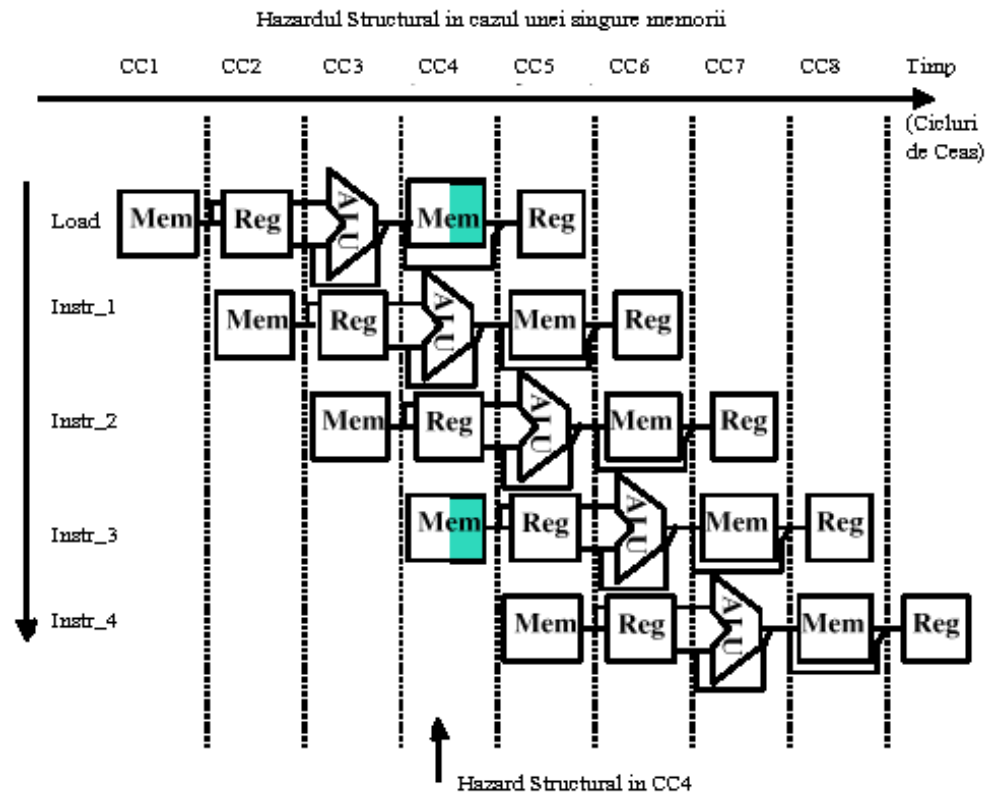 Hazardul Structural in cazul unei singure memorii
CC1 CC2 CC3 CC4 CC5 CC6 CC7 CC8 Timp
(Cicluri
de Ceas)
Load Mem Reg ALU Mem Reg
Instr_1 Mem Reg ALU Mem Reg
Instr_2 Mem Reg ALU Mem Reg
Instr_3 Mem Reg ALU Mem Reg
Instr_4 Mem Reg ALU Mem Reg
Hazard Structural in CC4